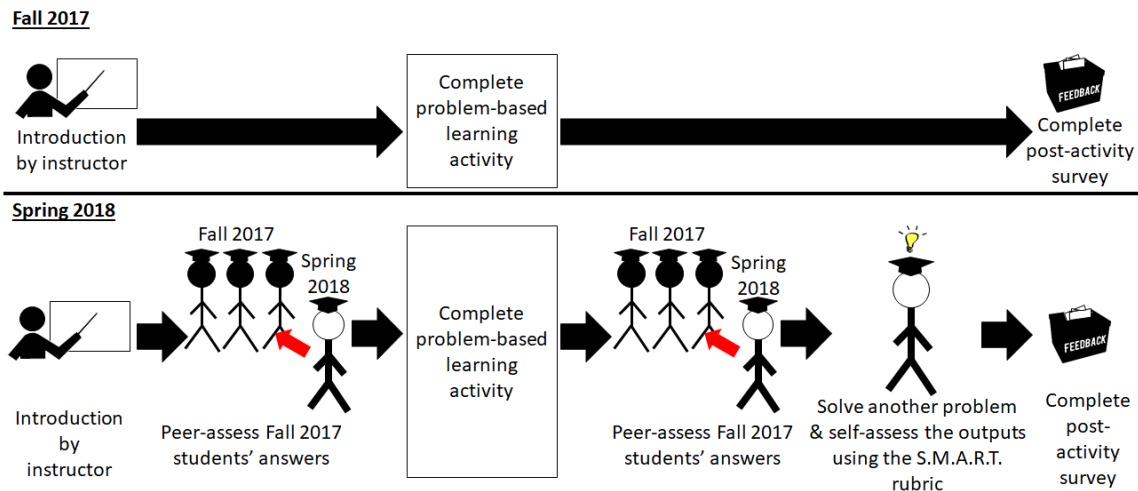 Fall 2017
Introduction
by instructor
Complete
problem-based
learning
activity
FEEDBACK
Complete
post-activity
survey
Spring 2018
Introduction
by
instructor
Fall 2017
Spring
2018
Peer-assess Fall 2017
students' answers
Complete
problem-based
learning
activity
Fall 2017
Spring
2018
Peer-assess Fall 2017
students' answers
Solve another problem
& self-assess the outputs
using the S.M.A.R.T.
rubric
FEEDBACK
Complete
post-
activity
survey